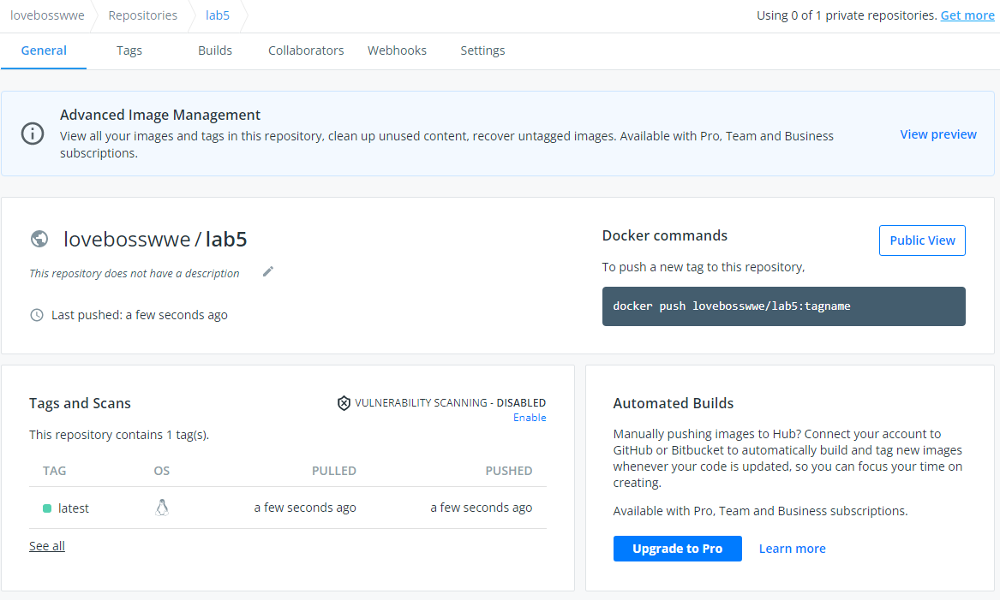 lovebosswwe Repositories lab5 Using 0 of 1 private repositories. Get more
General Tags Builds Collaborators Webhooks Settings
Advanced Image Management
View all your images and tags in this repository, clean up unused content, recover untagged images. Available with Pro, Team and Business
subscriptions.
View preview
lovebosswwe / lab5
This repository does not have a description
Last pushed: a few seconds ago
Docker commands
Public View
To push a new tag to this repository,
docker push lovebosswwe/lab5:tagname
Tags and Scans
VULNERABILITY SCANNING - DISABLED
Enable
This repository contains 1 tag(s).
TAG OS PULLED PUSHED
latest a few seconds ago a few seconds ago
See all
Automated Builds
Manually pushing images to Hub? Connect your account to
GitHub or Bitbucket to automatically build and tag new images
whenever your code is updated, so you can focus your time on
creating.
Available with Pro, Team and Business subscriptions.
Upgrade to Pro Learn more